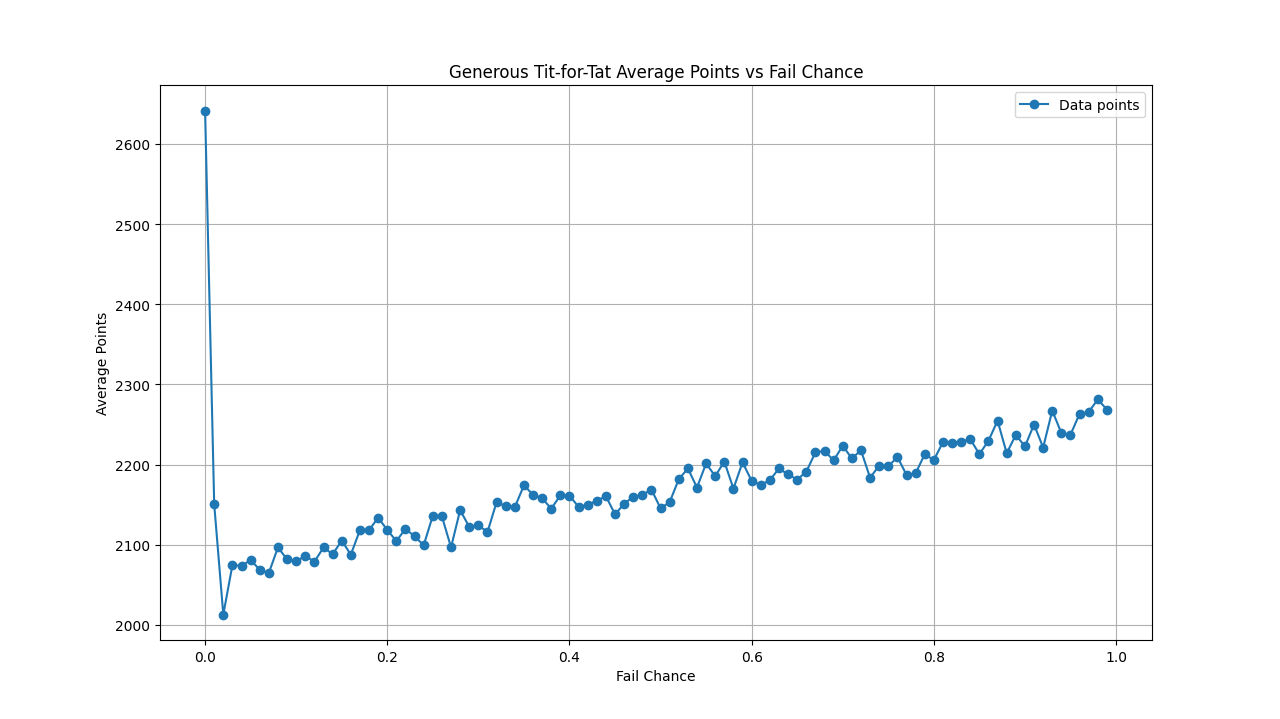 Generous Tit-for-Tat Average Points vs Fail Chance
Data points
2600
2500
2400
2300
2200
2100
2000
Average Points
0.0 0.2 0.4 0.6 0.8 1.0
Fail Chance